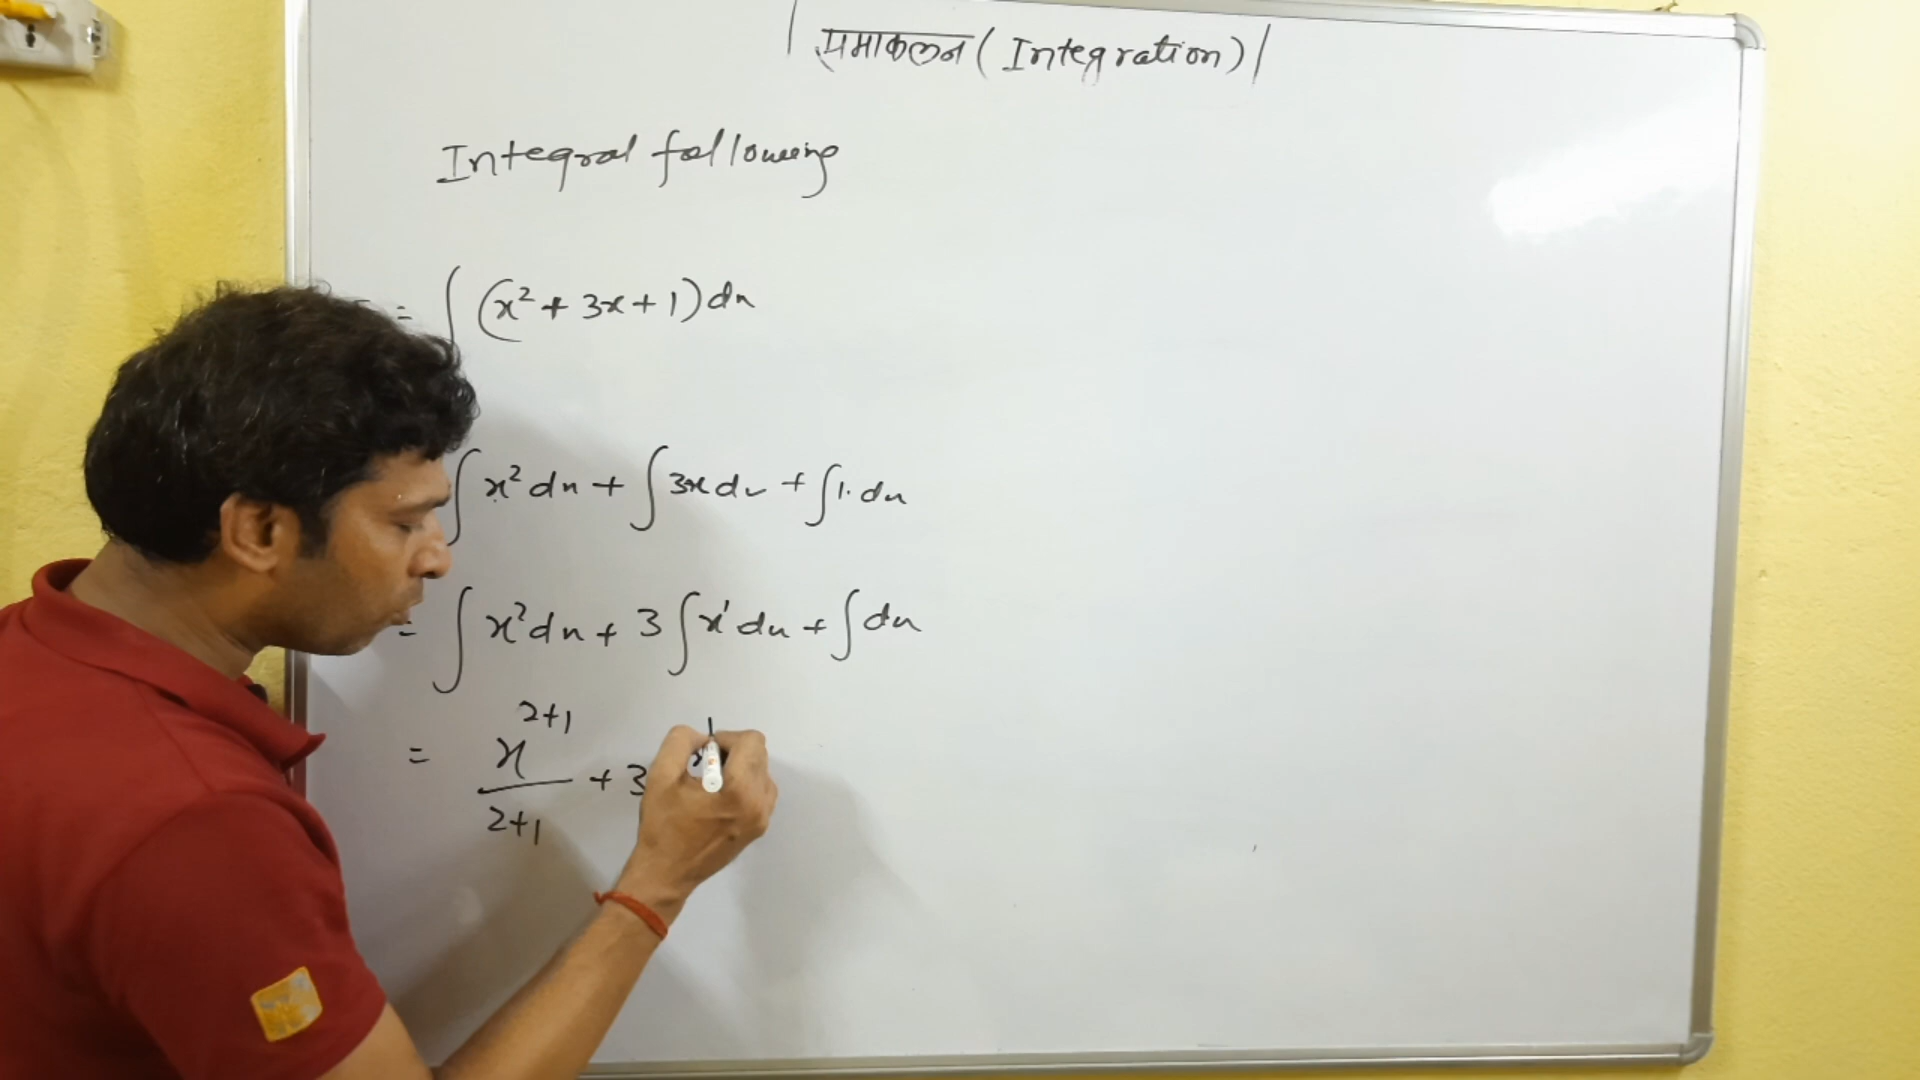 समाकलन ( Integration )
Integral following
= ∫ (x² + 3x + 1) dx
∫ x² dx + ∫ 3x dx + ∫ 1. dx
= ∫ x² dx + 3 ∫ x¹ dx + ∫ dx
= x^{2+1} / 2+1 + 3 x^1